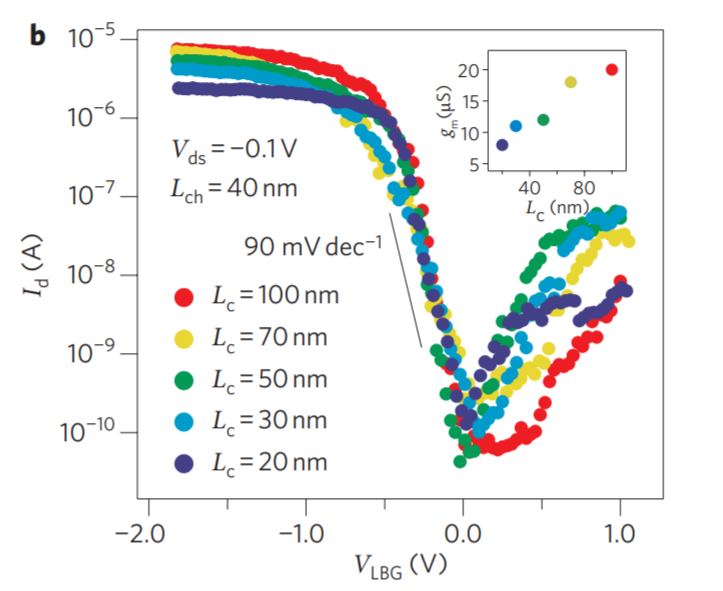 b
10⁻⁵
10⁻⁶
10⁻⁷
10⁻⁸
10⁻⁹
10⁻¹⁰
I_d (A)
V_ds = −0.1 V
L_ch = 40 nm
90 mV dec⁻¹
L_c = 100 nm
L_c = 70 nm
L_c = 50 nm
L_c = 30 nm
L_c = 20 nm
g_m (μS)
20
15
10
5
40 80
L_C (nm)
−2.0 −1.0 0.0 1.0
V_LBG (V)